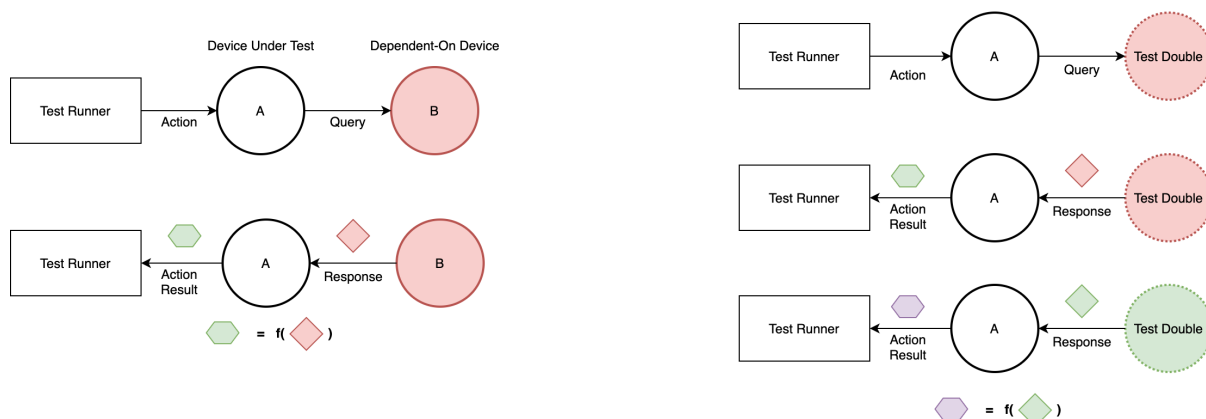 Device Under Test
Dependent-On Device
Test Runner
A
B
Action
Query
Test Runner
A
B
Action
Result
Response
= f( )
Test Runner
A
Test Double
Action
Query
Test Runner
A
Test Double
Action
Result
Response
Test Runner
A
Test Double
Action
Result
Response
= f( )